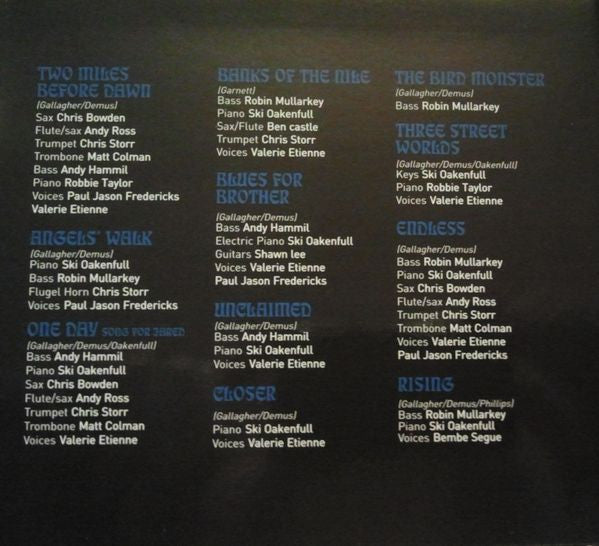 TWO MILES
BEFORE DAWN
(Gallagher/Demus)
Sax Chris Bowden
Flute/sax Andy Ross
Trumpet Chris Storr
Trombone Matt Colman
Bass Andy Hammil
Piano Robbie Taylor
Voices Paul Jason Fredericks
Valerie Etienne
ANGELS' WALK
(Gallagher/Demus)
Piano Ski Oakenfull
Bass Robin Mullarkey
Flugel Horn Chris Storr
Voices Paul Jason Fredericks
ONE DAY SONG FOR JARED
(Gallagher/Demus/Oakenfull)
Bass Andy Hammil
Piano Ski Oakenfull
Sax Chris Bowden
Flute/sax Andy Ross
Trumpet Chris Storr
Trombone Matt Colman
Voices Valerie Etienne
BANKS OF THE NILE
(Garnett)
Bass Robin Mullarkey
Piano Ski Oakenfull
Sax/Flute Ben castle
Trumpet Chris Storr
Voices Valerie Etienne
BLUES FOR
BROTHER
(Gallagher/Demus)
Bass Andy Hammil
Electric Piano Ski Oakenfull
Guitars Shawn lee
Voices Valerie Etienne
Paul Jason Fredericks
UNCLAIMED
(Gallagher/Demus)
Bass Andy Hammil
Piano Ski Oakenfull
Voices Valerie Etienne
CLOSER
(Gallagher/Demus)
Piano Ski Oakenfull
Voices Valerie Etienne
THE BIRD MONSTER
(Gallagher/Demus)
Bass Robin Mullarkey
THREE STREET
WORLDS
(Gallagher/Demus/Oakenfull)
Keys Ski Oakenfull
Piano Robbie Taylor
Voices Valerie Etienne
ENDLESS
(Gallagher/Demus)
Bass Robin Mullarkey
Piano Ski Oakenfull
Sax Chris Bowden
Flute/sax Andy Ross
Trumpet Chris Storr
Trombone Matt Colman
Voices Valerie Etienne
Paul Jason Fredericks
RISING
(Gallagher/Demus/Phillips)
Bass Robin Mullarkey
Piano Ski Oakenfull
Voices Bembe Segue